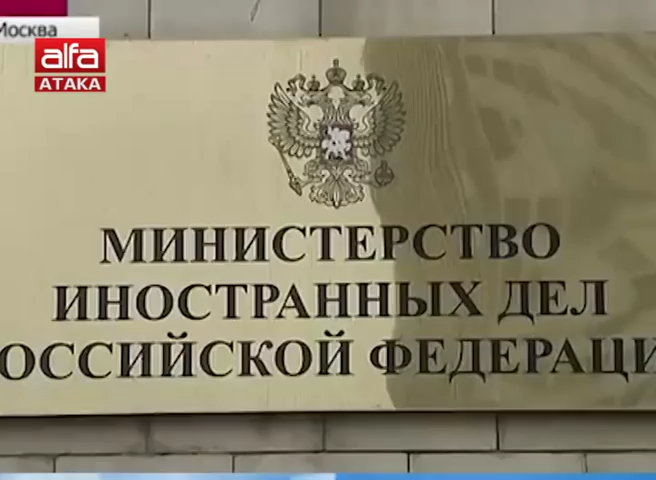 Москва
alfa
АТАКА
МИНИСТЕРСТВО
ИНОСТРАННЫХ ДЕЛ
ОССИЙСКОЙ ФЕДЕРАЦИ